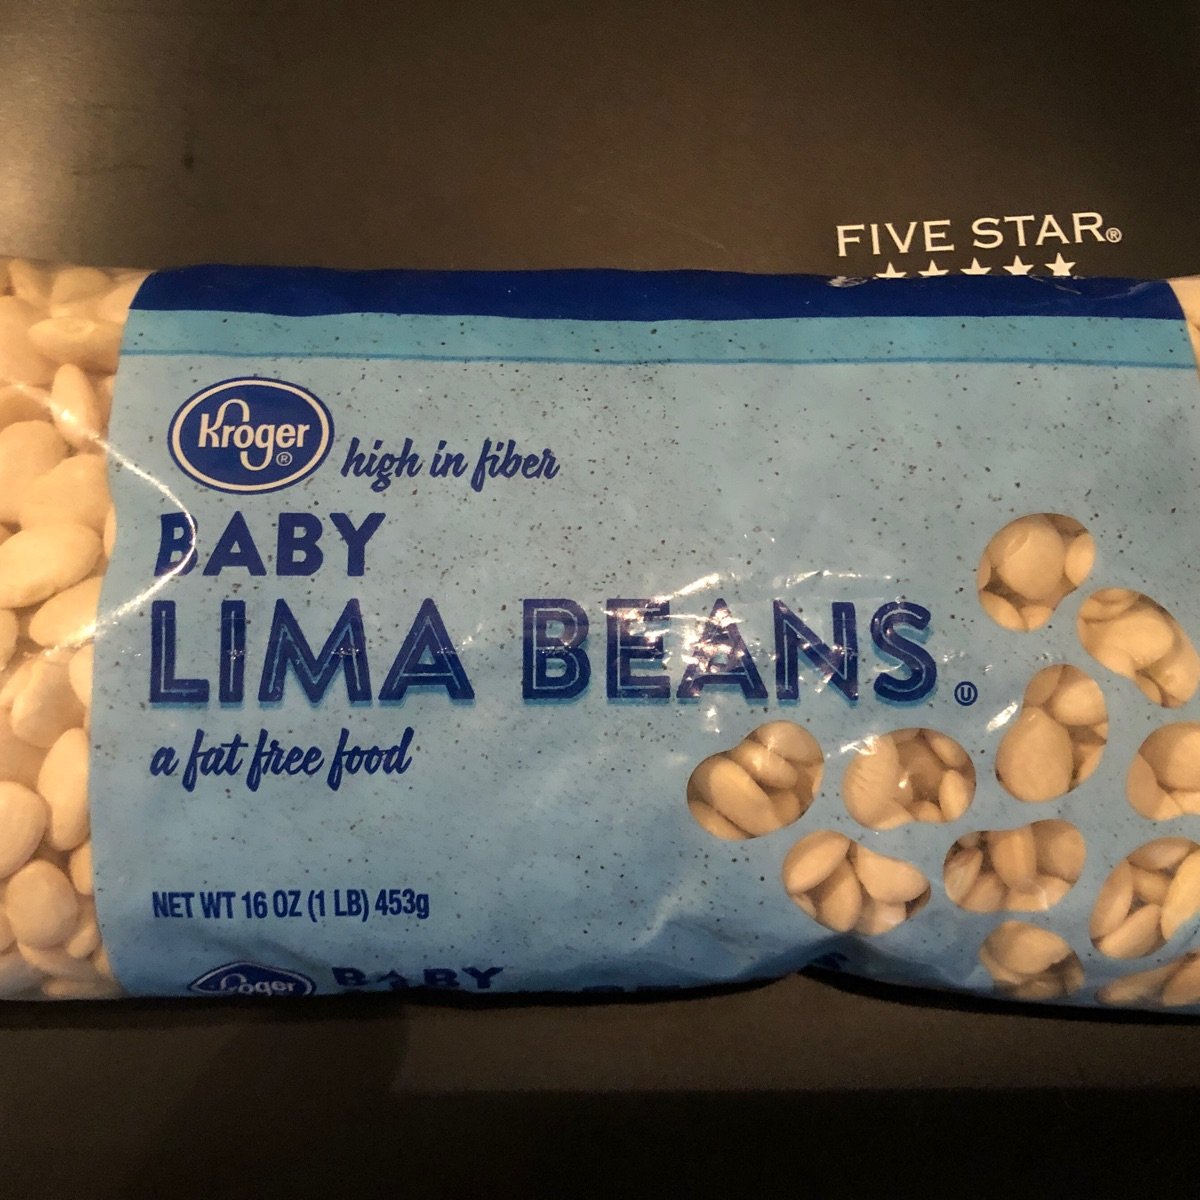 FIVE STAR®
Kroger®
high in fiber
BABY
LIMA BEANS Ⓤ
a fat free food
NET WT 16 OZ (1 LB) 453g
Kroger
BABY